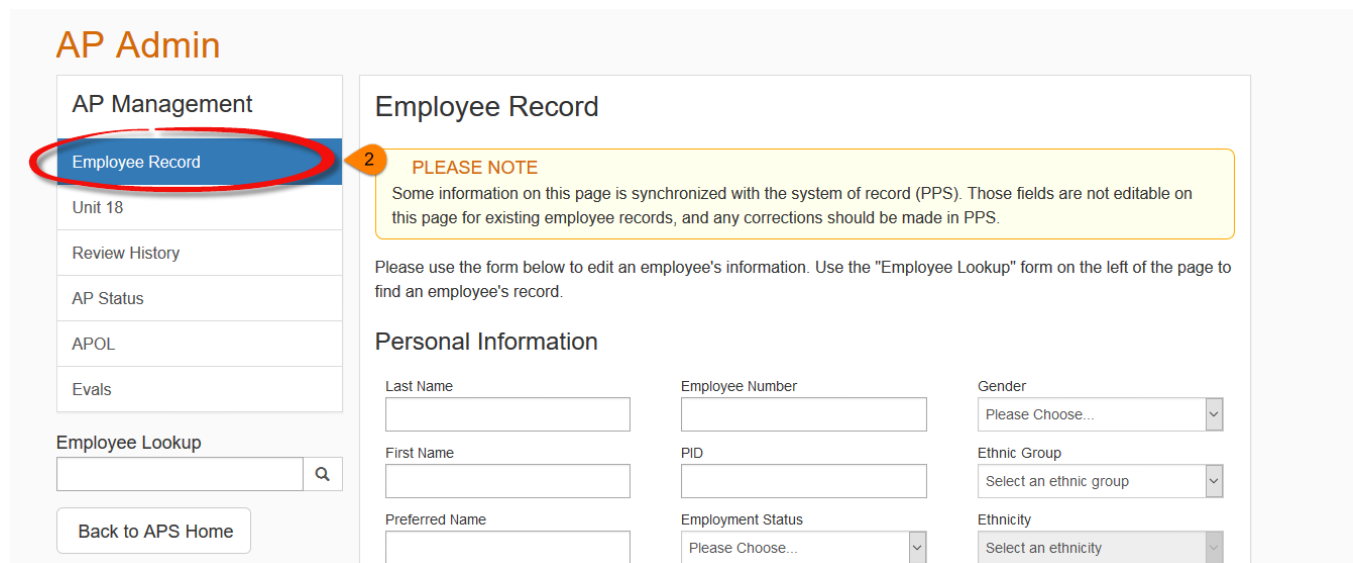 AP Admin
AP Management
Employee Record
Unit 18
Review History
AP Status
APOL
Evals
Employee Lookup
Back to APS Home
Employee Record
2
PLEASE NOTE
Some information on this page is synchronized with the system of record (PPS). Those fields are not editable on
this page for existing employee records, and any corrections should be made in PPS.
Please use the form below to edit an employee's information. Use the "Employee Lookup" form on the left of the page to
find an employee's record.
Personal Information
Last Name
Employee Number
Gender
Please Choose...
First Name
PID
Ethnic Group
Select an ethnic group
Preferred Name
Employment Status
Ethnicity
Please Choose...
Select an ethnicity